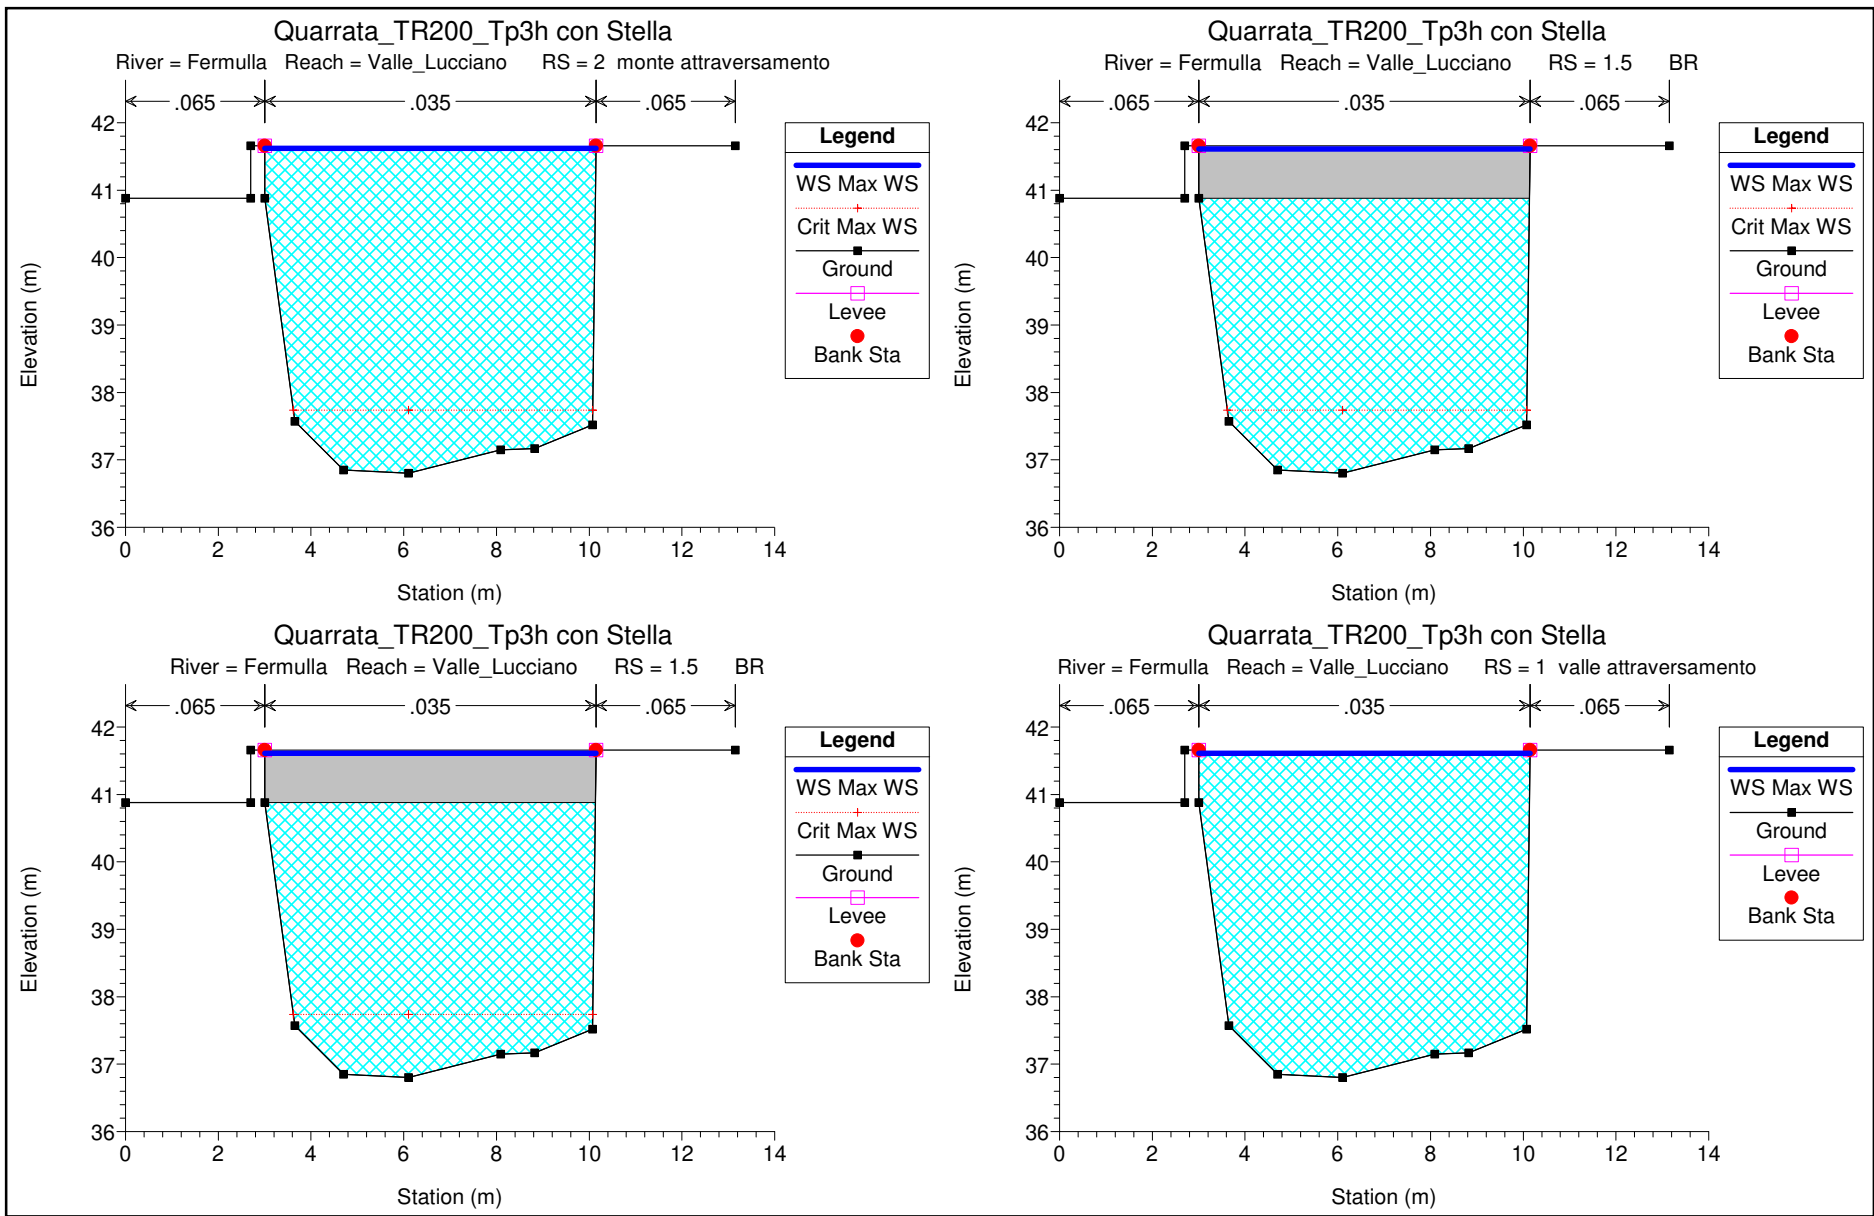 Quarrata_TR200_Tp3h con Stella
River = Fermulla Reach = Valle_Lucciano RS = 2 monte attraversamento
.065 .035 .065
Legend
WS Max WS
Crit Max WS
Ground
Levee
Bank Sta
42
41
40
39
38
37
36
Elevation (m)
0 2 4 6 8 10 12 14
Station (m)
Quarrata_TR200_Tp3h con Stella
River = Fermulla Reach = Valle_Lucciano RS = 1.5 BR
.065 .035 .065
Legend
WS Max WS
Crit Max WS
Ground
Levee
Bank Sta
42
41
40
39
38
37
36
Elevation (m)
0 2 4 6 8 10 12 14
Station (m)
Quarrata_TR200_Tp3h con Stella
River = Fermulla Reach = Valle_Lucciano RS = 1.5 BR
.065 .035 .065
Legend
WS Max WS
Crit Max WS
Ground
Levee
Bank Sta
42
41
40
39
38
37
36
Elevation (m)
0 2 4 6 8 10 12 14
Station (m)
Quarrata_TR200_Tp3h con Stella
River = Fermulla Reach = Valle_Lucciano RS = 1 valle attraversamento
.065 .035 .065
Legend
WS Max WS
Ground
Levee
Bank Sta
42
41
40
39
38
37
36
Elevation (m)
0 2 4 6 8 10 12 14
Station (m)